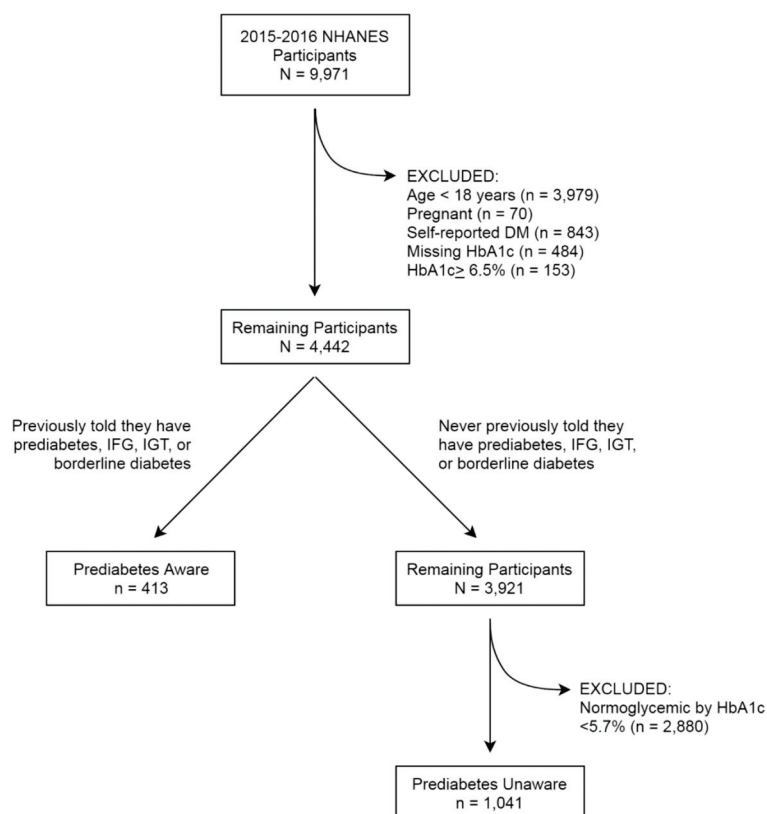 2015-2016 NHANES
Participants
N = 9,971
EXCLUDED:
Age < 18 years (n = 3,979)
Pregnant (n = 70)
Self-reported DM (n = 843)
Missing HbA1c (n = 484)
HbA1c≥ 6.5% (n = 153)
Remaining Participants
N = 4,442
Previously told they have
prediabetes, IFG, IGT, or
borderline diabetes
Never previously told they
have prediabetes, IFG, IGT,
or borderline diabetes
Prediabetes Aware
n = 413
Remaining Participants
N = 3,921
EXCLUDED:
Normoglycemic by HbA1c
<5.7% (n = 2,880)
Prediabetes Unaware
n = 1,041